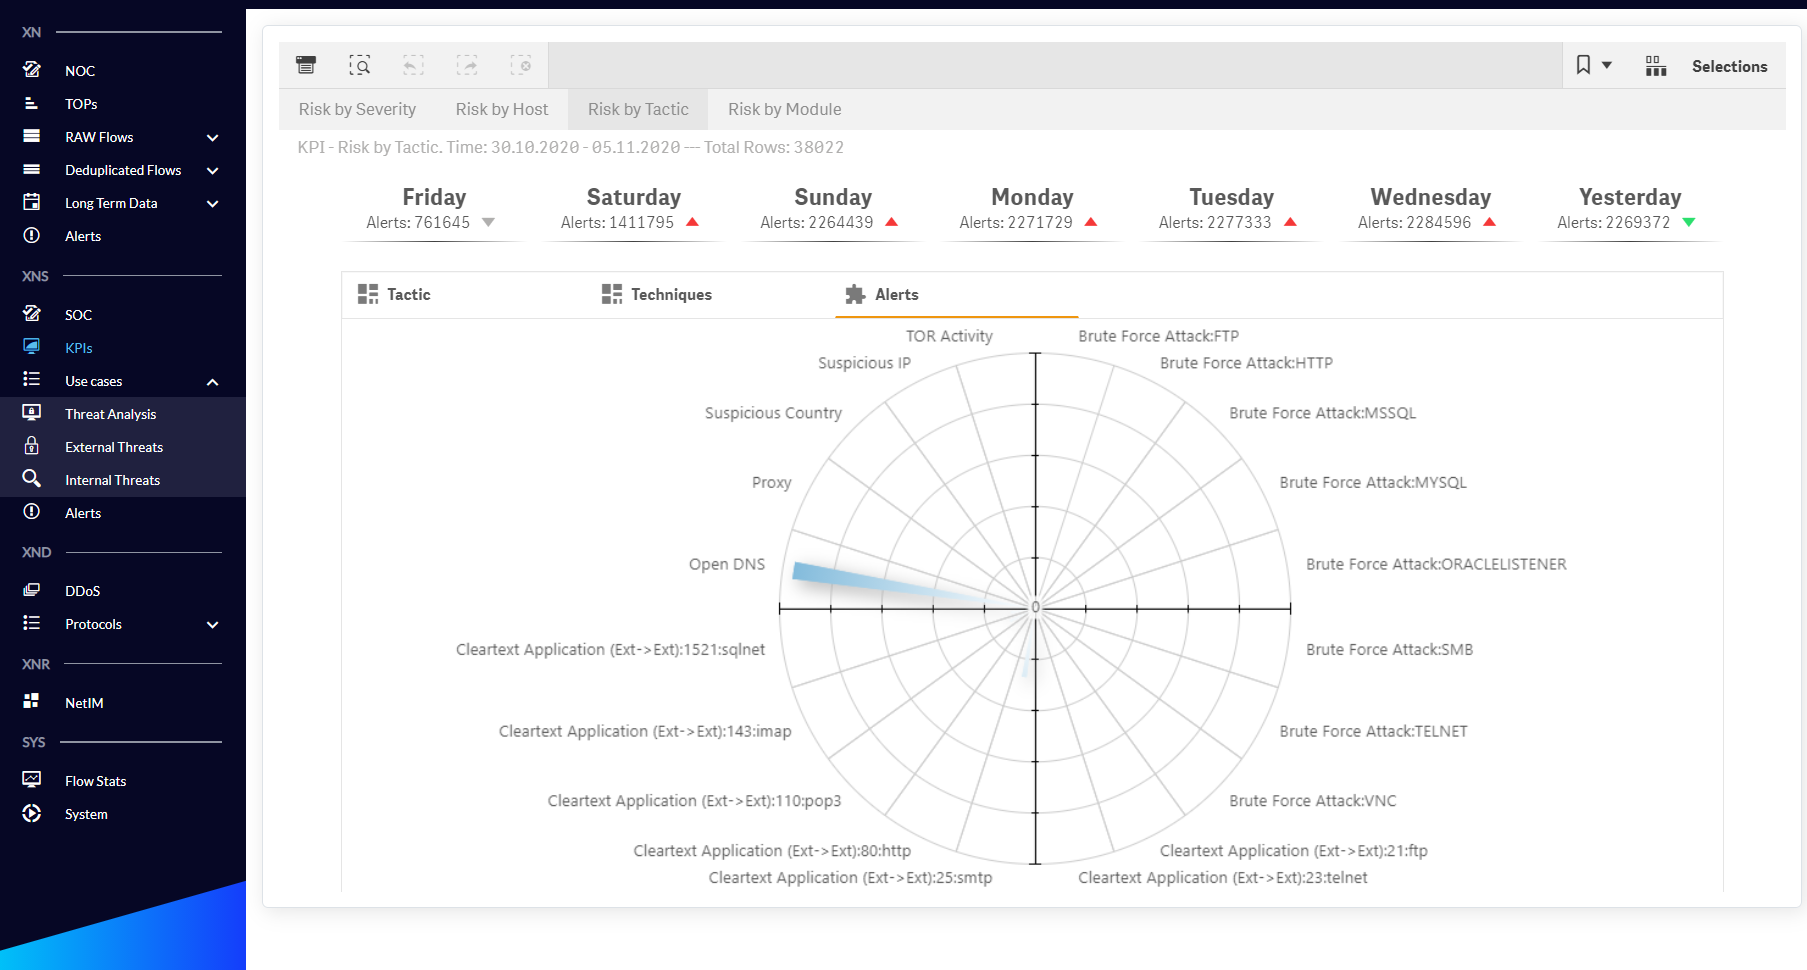 XN
NOC
TOPs
RAW Flows
Deduplicated Flows
Long Term Data
Alerts
XNS
SOC
KPIs
Use cases
Threat Analysis
External Threats
Internal Threats
Alerts
XND
DDoS
Protocols
XNR
NetIM
SYS
Flow Stats
System
Selections
Risk by Severity
Risk by Host
Risk by Tactic
Risk by Module
KPI - Risk by Tactic. Time: 30.10.2020 - 05.11.2020 --- Total Rows: 38022
Friday
Alerts: 761645
Saturday
Alerts: 1411795
Sunday
Alerts: 2264439
Monday
Alerts: 2271729
Tuesday
Alerts: 2277333
Wednesday
Alerts: 2284596
Yesterday
Alerts: 2269372
Tactic
Techniques
Alerts
TOR Activity
Brute Force Attack:FTP
Suspicious IP
Brute Force Attack:HTTP
Suspicious Country
Brute Force Attack:MSSQL
Proxy
Brute Force Attack:MYSQL
Open DNS
Brute Force Attack:ORACLELISTENER
0
Cleartext Application (Ext->Ext):1521:sqlnet
Brute Force Attack:SMB
Cleartext Application (Ext->Ext):143:imap
Brute Force Attack:TELNET
Cleartext Application (Ext->Ext):110:pop3
Brute Force Attack:VNC
Cleartext Application (Ext->Ext):80:http
Cleartext Application (Ext->Ext):21:ftp
Cleartext Application (Ext->Ext):25:smtp
Cleartext Application (Ext->Ext):23:telnet